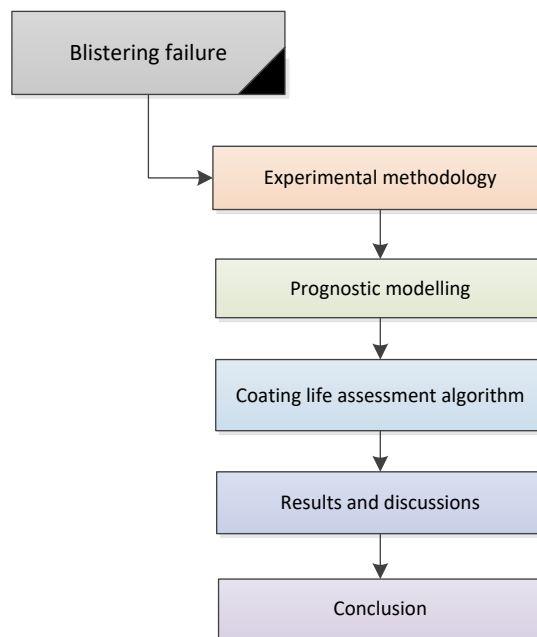 Blistering failure
Experimental methodology
Prognostic modelling
Coating life assessment algorithm
Results and discussions
Conclusion